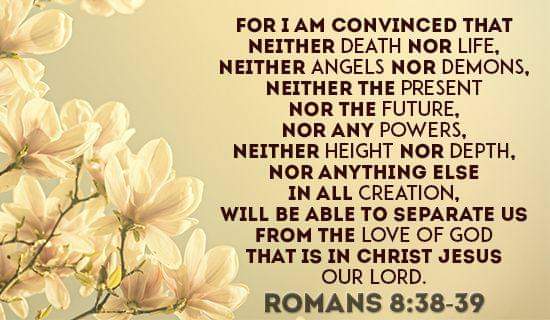 FOR I AM CONVINCED THAT
NEITHER DEATH NOR LIFE,
NEITHER ANGELS NOR DEMONS,
NEITHER THE PRESENT
NOR THE FUTURE,
NOR ANY POWERS,
NEITHER HEIGHT NOR DEPTH,
NOR ANYTHING ELSE
IN ALL CREATION,
WILL BE ABLE TO SEPARATE US
FROM THE LOVE OF GOD
THAT IS IN CHRIST JESUS
OUR LORD.
ROMANS 8:38-39